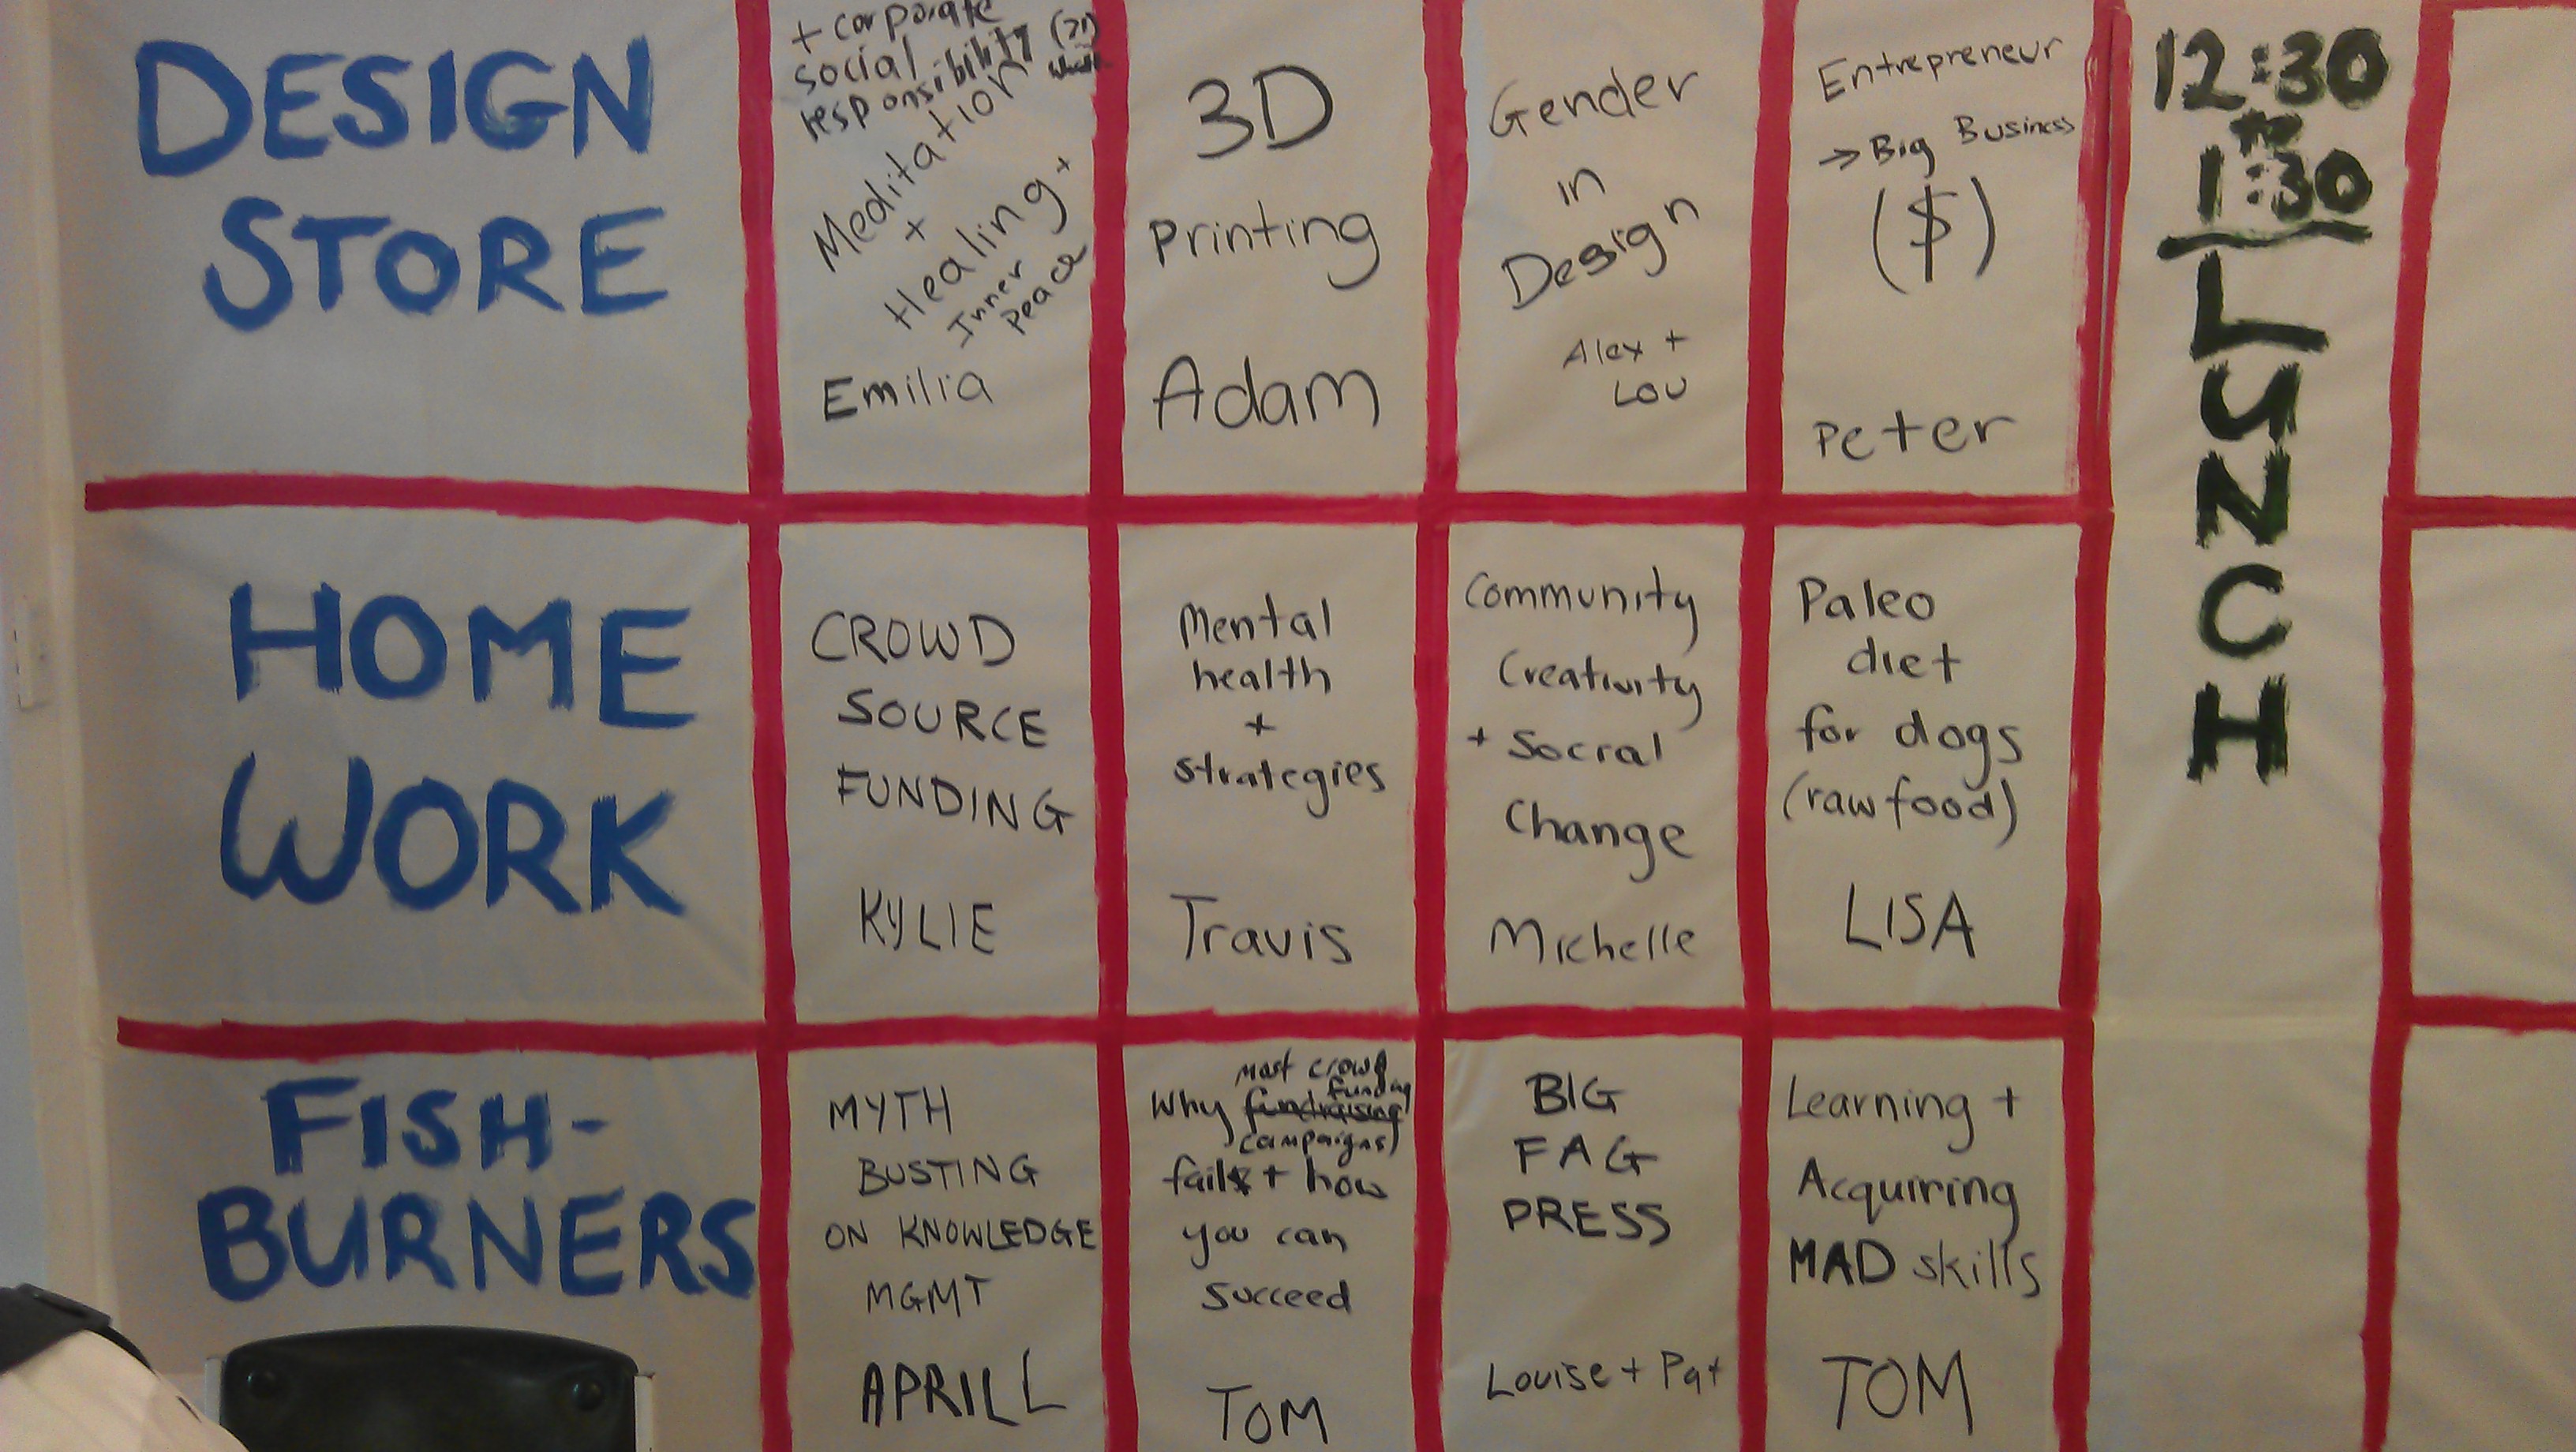 DESIGN
STORE
+ corporate
social
responsibility
Meditation
+
Healing +
Inner
Peace
Emilia
3D
Printing
Adam
Gender
in
Design
Alex +
Lou
Entrepreneur
→ Big Business
($)
Peter
12:30
to
1:30
LUNCH
HOME
WORK
CROWD
SOURCE
FUNDING
KYLIE
Mental
health
+
strategies
Travis
Community
Creativity
+ Social
Change
Michelle
Paleo
diet
for dogs
(raw food)
LISA
FISH-
BURNERS
MYTH
BUSTING
ON KNOWLEDGE
MGMT
APRILL
most crowd
funding
Why fundraising
campaigns)
fails + how
you can
succeed
TOM
BIG
FAG
PRESS
Louise + Pat
Learning +
Acquiring
MAD skills
TOM